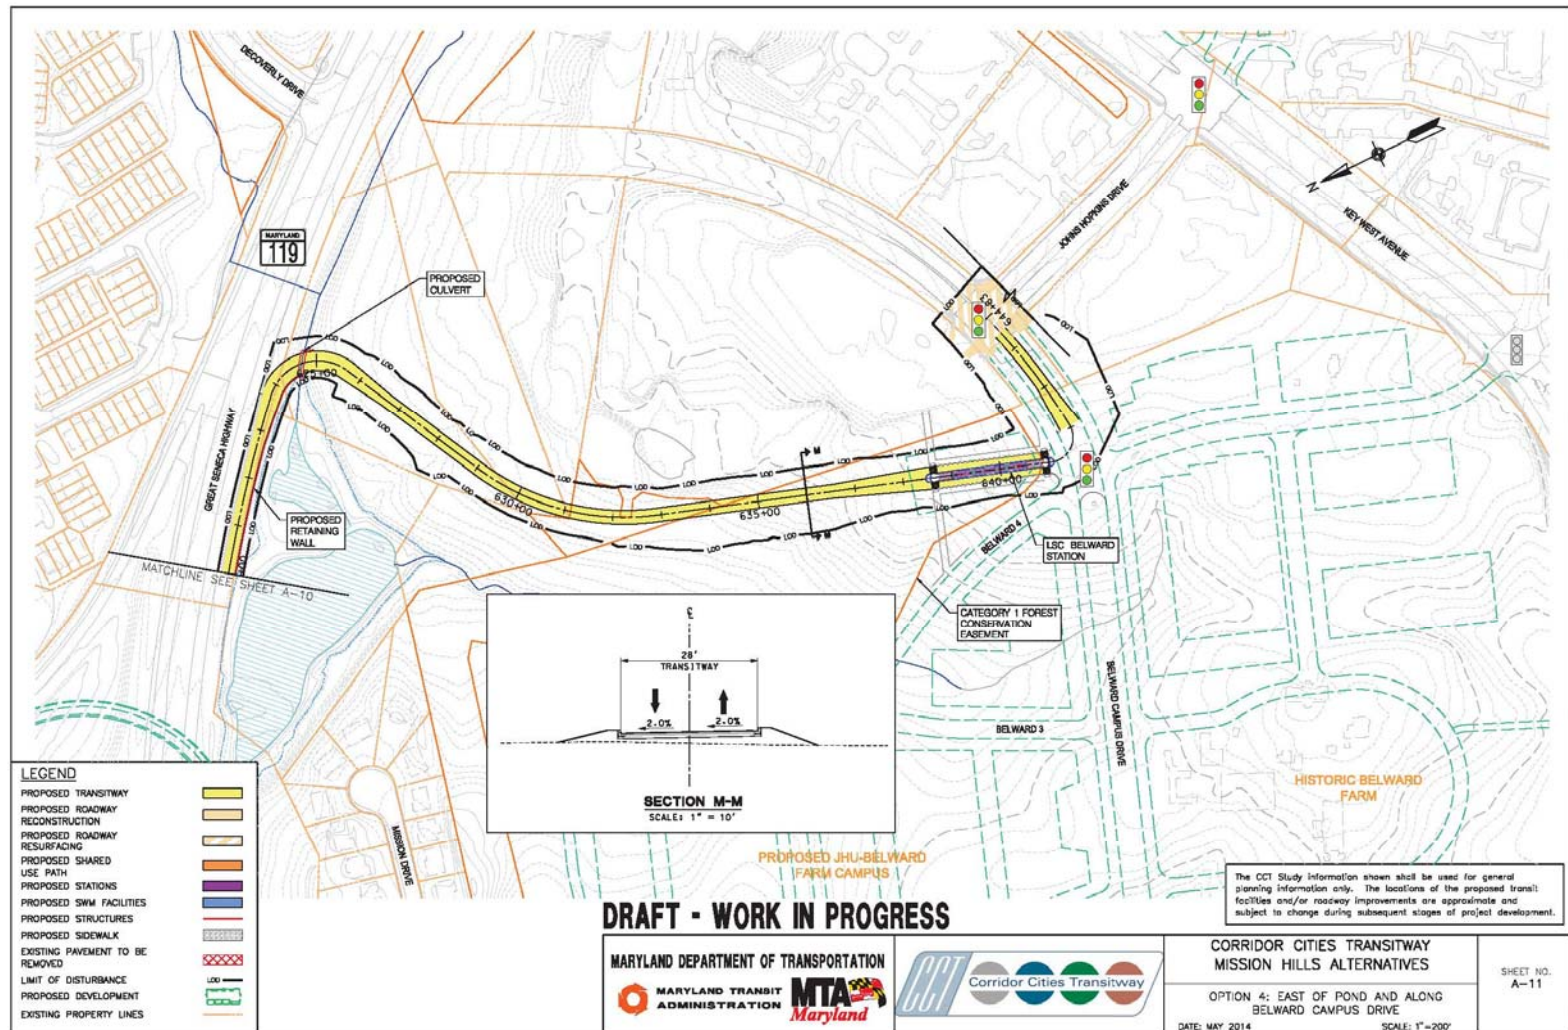 DECOVERLY DRIVE
MARYLAND
119
PROPOSED
CULVERT
JOHNS HOPKINS DRIVE
KEY WEST AVENUE
N
GREAT SENECA HIGHWAY
PROPOSED
RETAINING
WALL
MATCHLINE SEE SHEET A-10
625+00
630+00
635+00
640+00
644+83
LOD
M
M
BELWARD 4
LSC BELWARD
STATION
CATEGORY 1 FOREST
CONSERVATION
EASEMENT
BELWARD CAMPUS DRIVE
BELWARD 3
HISTORIC BELWARD
FARM
MISSION DRIVE
PROPOSED JHU-BELWARD
FARM CAMPUS
28'
TRANSITWAY
2.0%
2.0%
SECTION M-M
SCALE: 1" = 10'
LEGEND
PROPOSED TRANSITWAY
PROPOSED ROADWAY
RECONSTRUCTION
PROPOSED ROADWAY
RESURFACING
PROPOSED SHARED
USE PATH
PROPOSED STATIONS
PROPOSED SWM FACILITIES
PROPOSED STRUCTURES
PROPOSED SIDEWALK
EXISTING PAVEMENT TO BE
REMOVED
LIMIT OF DISTURBANCE
LOD
PROPOSED DEVELOPMENT
EXISTING PROPERTY LINES
The CCT Study information shown shall be used for general
planning information only. The locations of the proposed transit
facilities and/or roadway improvements are approximate and
subject to change during subsequent stages of project development.
DRAFT - WORK IN PROGRESS
MARYLAND DEPARTMENT OF TRANSPORTATION
MARYLAND TRANSIT
ADMINISTRATION
MTA
Maryland
CCT
Corridor Cities Transitway
CORRIDOR CITIES TRANSITWAY
MISSION HILLS ALTERNATIVES
OPTION 4: EAST OF POND AND ALONG
BELWARD CAMPUS DRIVE
DATE: MAY 2014
SCALE: 1"=200'
SHEET NO.
A-11